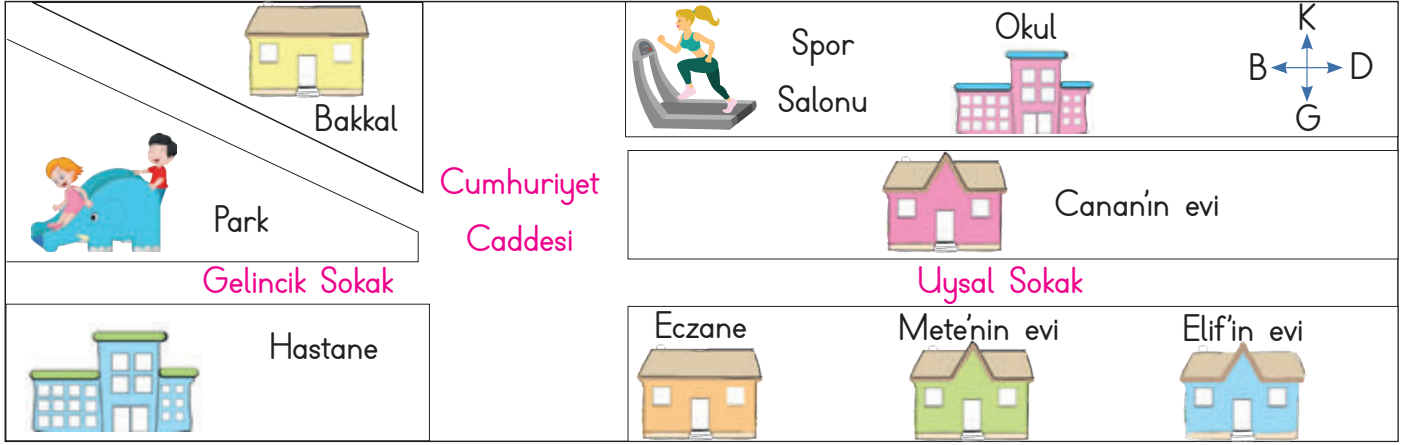 Bakkal
Spor
Salonu
Okul
K
B
D
G
Park
Cumhuriyet
Caddesi
Canan'ın evi
Gelincik Sokak
Uysal Sokak
Hastane
Eczane
Mete'nin evi
Elif'in evi